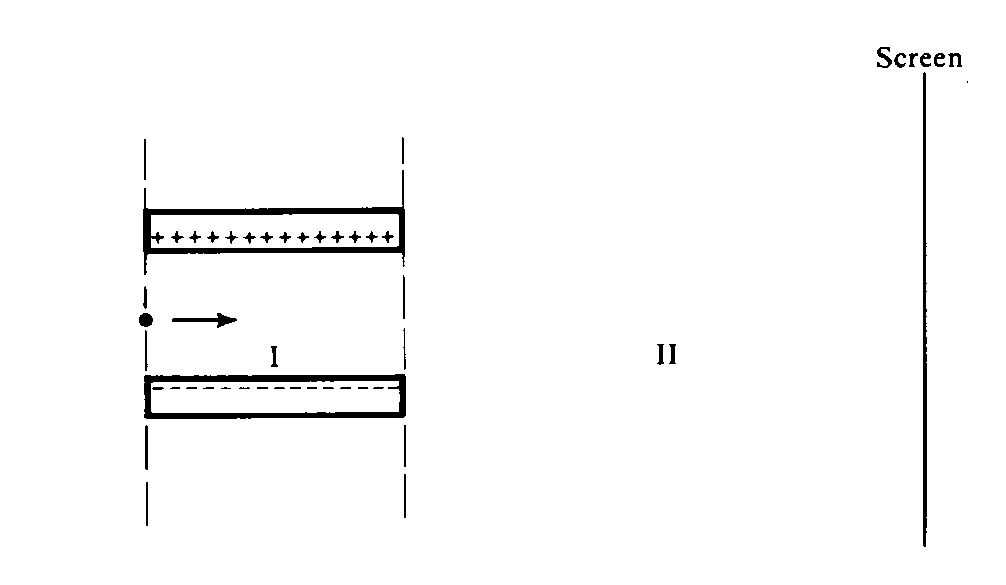 Screen
+ + + + + + + + + + + + + +
I
II